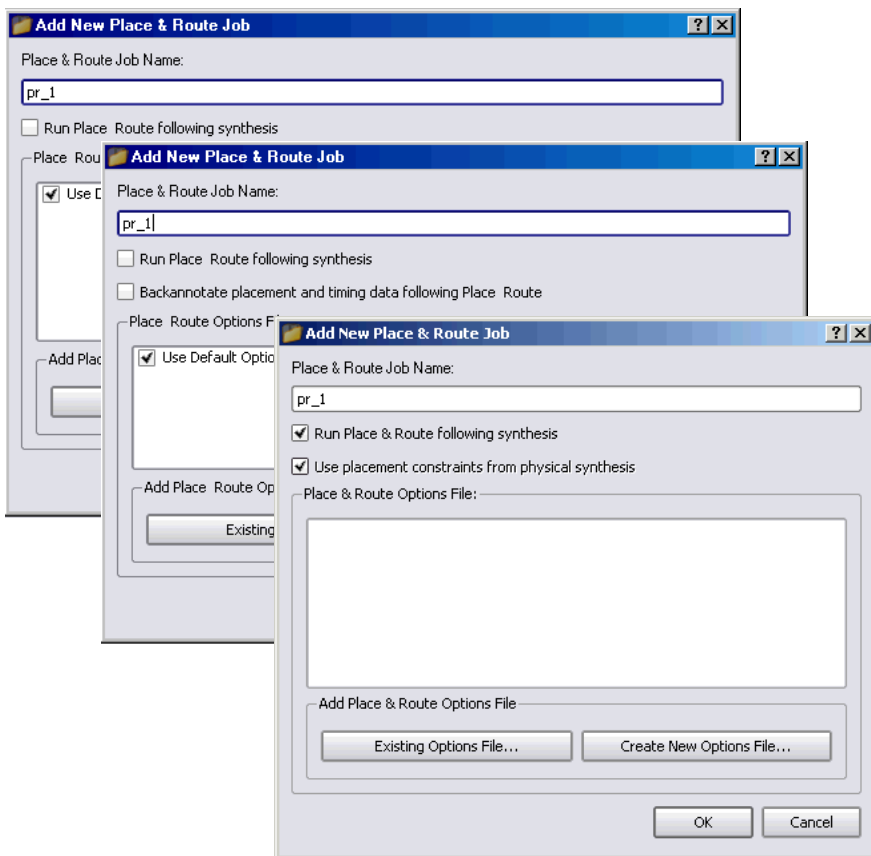 Add New Place & Route Job
Place & Route Job Name:
pr_1
Run Place Route following synthesis
Place Rou
Use D
Add Plac
Add New Place & Route Job
Place & Route Job Name:
pr_1
Run Place Route following synthesis
Backannotate placement and timing data following Place Route
Place Route Options F
Use Default Optio
Add Place Route Op
Existing
Add New Place & Route Job
Place & Route Job Name:
pr_1
Run Place & Route following synthesis
Use placement constraints from physical synthesis
Place & Route Options File:
Add Place & Route Options File
Existing Options File...
Create New Options File...
OK
Cancel